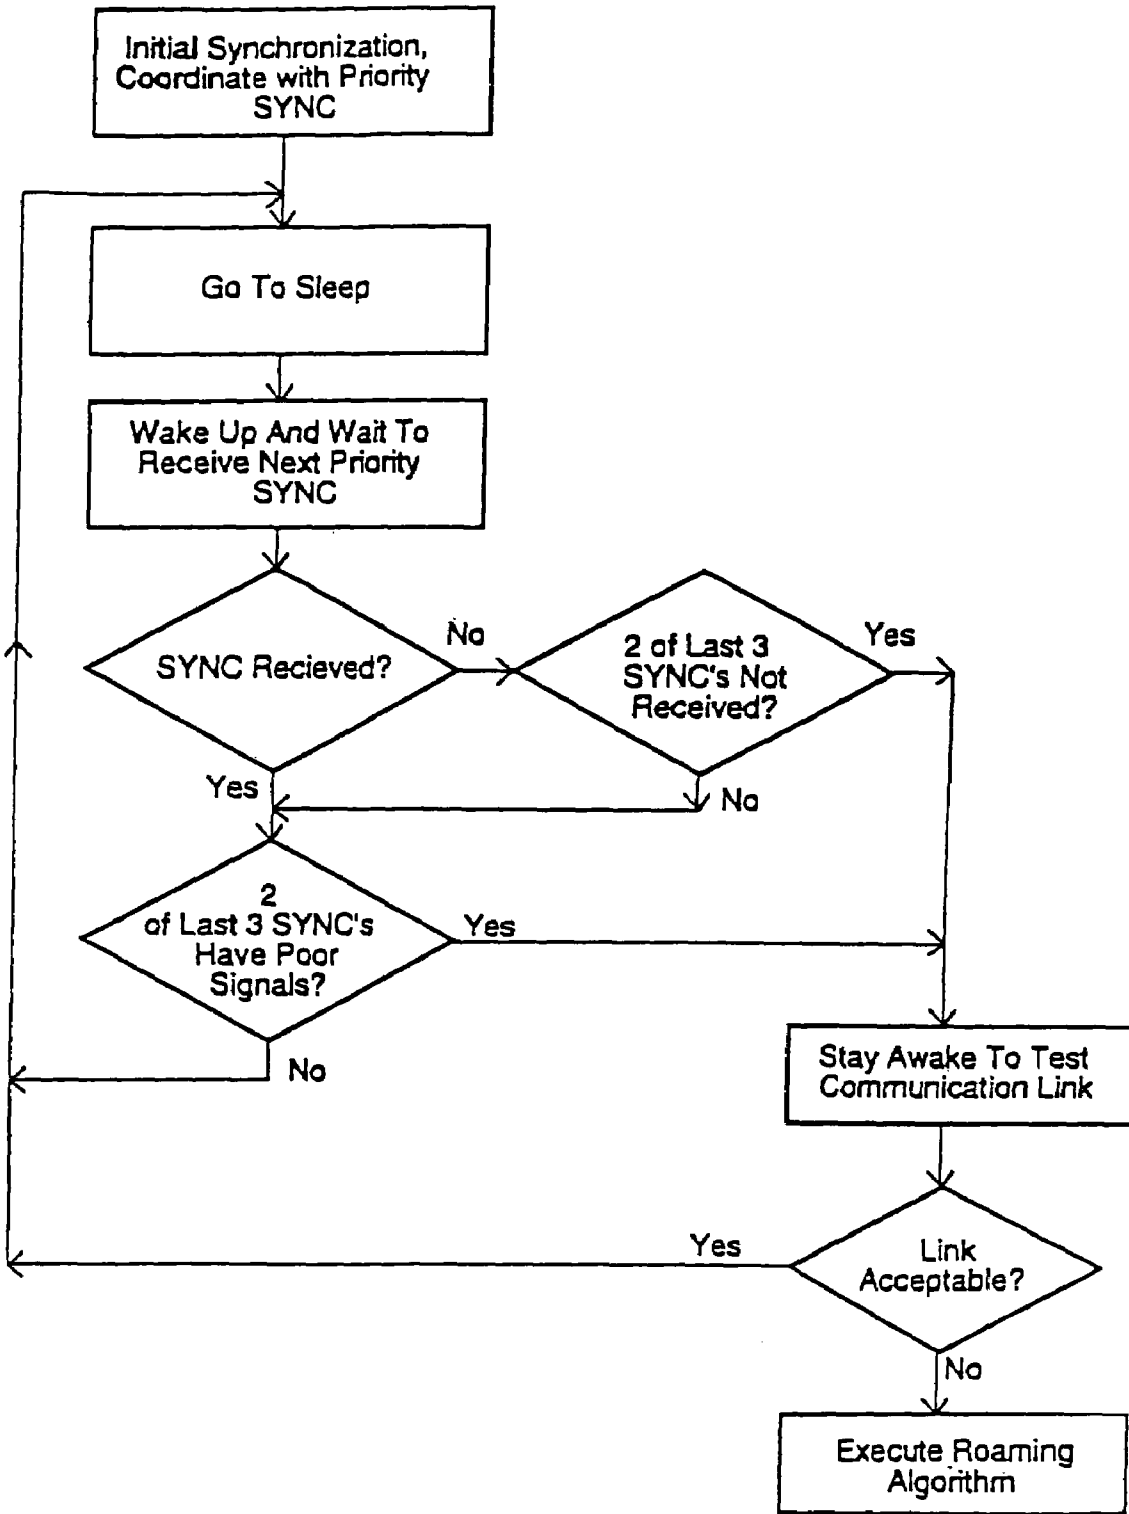 Initial Synchronization,
Coordinate with Priority
SYNC
Go To Sleep
Wake Up And Wait To
Receive Next Priority
SYNC
SYNC Recieved?
No
2 of Last 3
SYNC's Not
Received?
Yes
Yes
No
2
of Last 3 SYNC's
Have Poor
Signals?
Yes
No
Stay Awake To Test
Communication Link
Link
Acceptable?
Yes
No
Execute Roaming
Algorithm